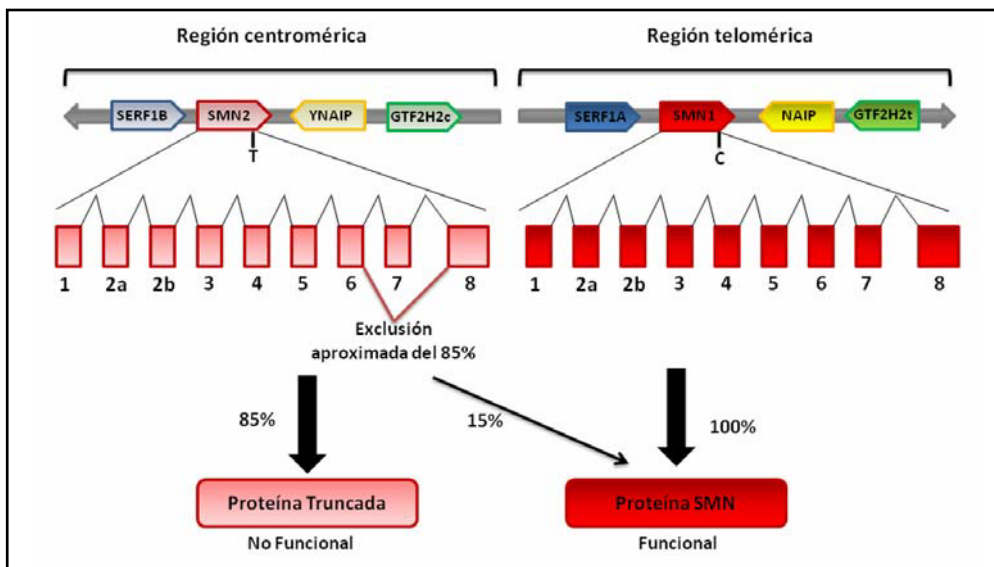 Región centromérica
Región telomérica
SERF1B
SMN2
ΨNAIP
GTF2H2c
SERF1A
SMN1
NAIP
GTF2H2t
T
C
1
2a
2b
3
4
5
6
7
8
1
2a
2b
3
4
5
6
7
8
Exclusión
aproximada del 85%
85%
15%
100%
Proteína Truncada
Proteína SMN
No Funcional
Funcional